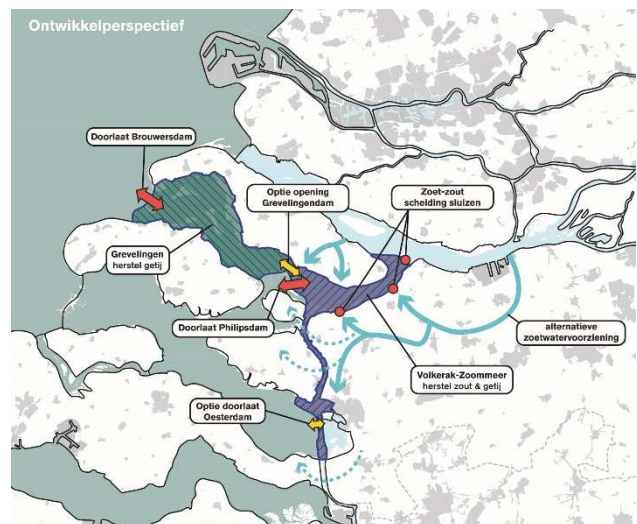 Ontwikkelperspectief
Doorlaat Brouwersdam
Optie opening
Grevelingendam
Zoet-zout
scheiding sluizen
Grevelingen
herstel getij
Doorlaat Philipsdam
alternatieve
zoetwatervoorziening
Volkerak-Zoommeer
herstel zout & getij
Optie doorlaat
Oesterdam